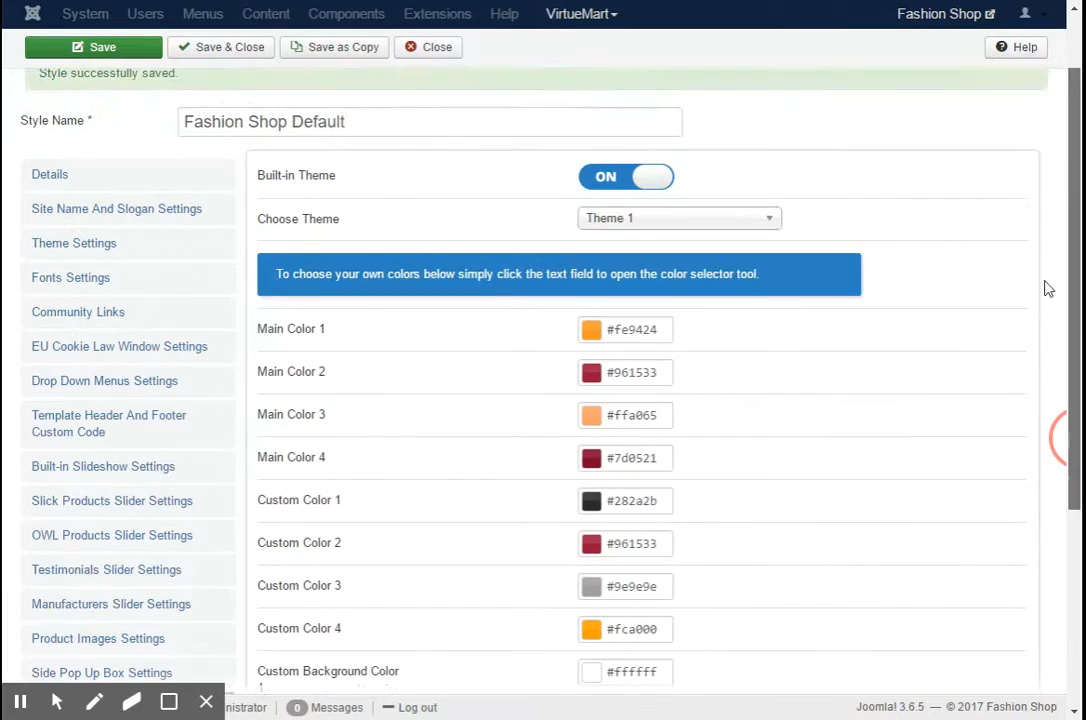 System Users Menus Content Components Extensions Help VirtueMart Fashion Shop
Save Save & Close Save as Copy Close Help
Style successfully saved.
Style Name * Fashion Shop Default
Details
Site Name And Slogan Settings
Theme Settings
Fonts Settings
Community Links
EU Cookie Law Window Settings
Drop Down Menus Settings
Template Header And Footer
Custom Code
Built-in Slideshow Settings
Slick Products Slider Settings
OWL Products Slider Settings
Testimonials Slider Settings
Manufacturers Slider Settings
Product Images Settings
Side Pop Up Box Settings
Built-in Theme ON
Choose Theme Theme 1
To choose your own colors below simply click the text field to open the color selector tool.
Main Color 1 #fe9424
Main Color 2 #961533
Main Color 3 #ffa065
Main Color 4 #7d0521
Custom Color 1 #282a2b
Custom Color 2 #961533
Custom Color 3 #9e9e9e
Custom Color 4 #fca000
Custom Background Color #ffffff
nistrator 0 Messages Log out Joomla! 3.6.5 — © 2017 Fashion Shop